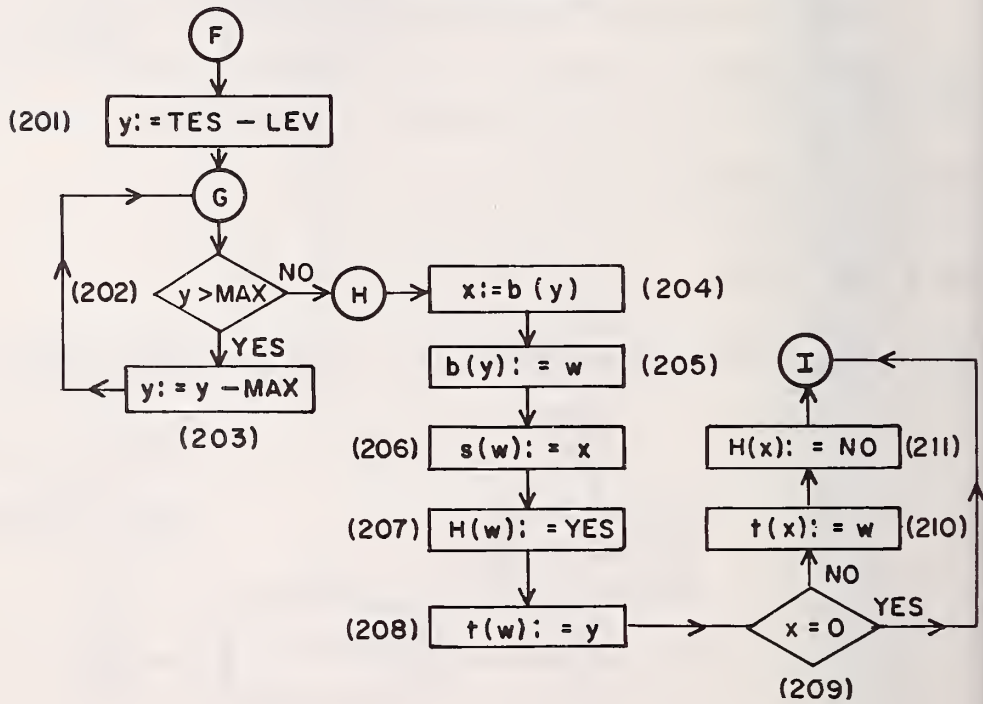 F
(201)
y: = TES – LEV
G
(202)
y > MAX
NO
H
x: = b (y)
(204)
YES
y: = y – MAX
(203)
b (y): = w
(205)
I
(206)
s (w): = x
H(x): = NO
(211)
(207)
H (w): = YES
t (x): = w
(210)
NO
(208)
t (w): = y
x = 0
YES
(209)